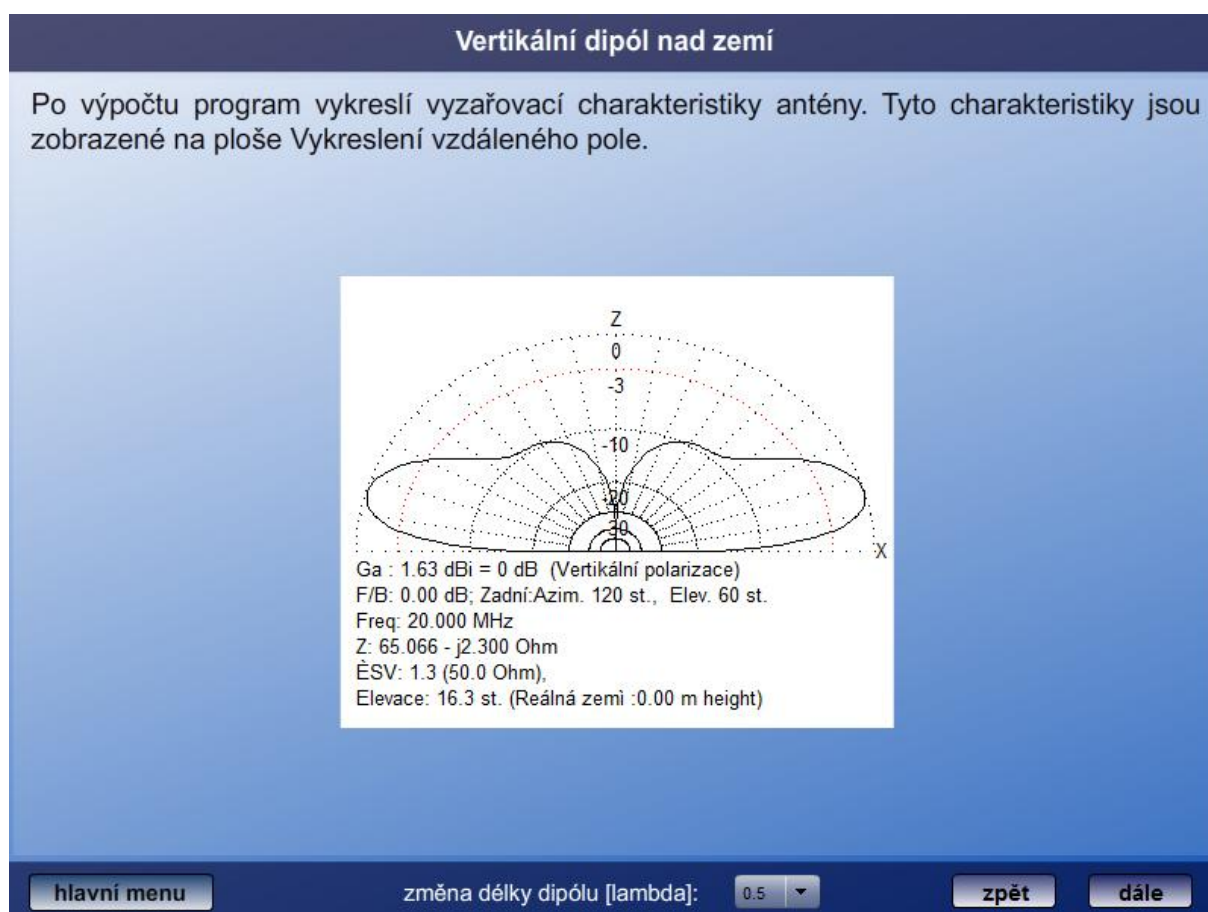 Vertikální dipól nad zemí
Po výpočtu program vykreslí vyzařovací charakteristiky antény. Tyto charakteristiky jsou
zobrazené na ploše Vykreslení vzdáleného pole.
Z
0
-3
-10
-20
-30
X
Ga : 1.63 dBi = 0 dB (Vertikální polarizace)
F/B: 0.00 dB; Zadní:Azim. 120 st., Elev. 60 st.
Freq: 20.000 MHz
Z: 65.066 - j2.300 Ohm
ÈSV: 1.3 (50.0 Ohm),
Elevace: 16.3 st. (Reálná zemì :0.00 m height)
hlavní menu
změna délky dipólu [lambda]:
0.5
zpět
dále